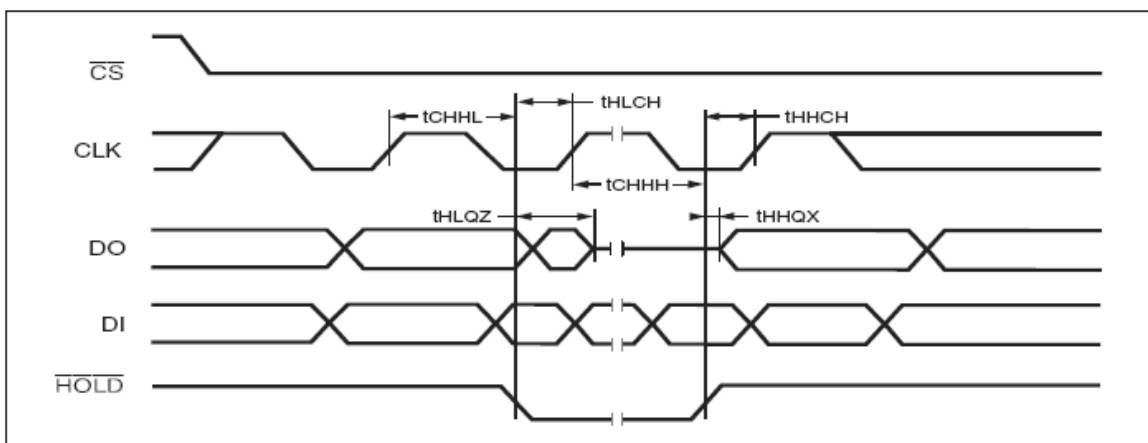 CS
tHLCH
tCHHL
tHHCH
CLK
tCHHH
tHLQZ
tHHQX
DO
DI
HOLD